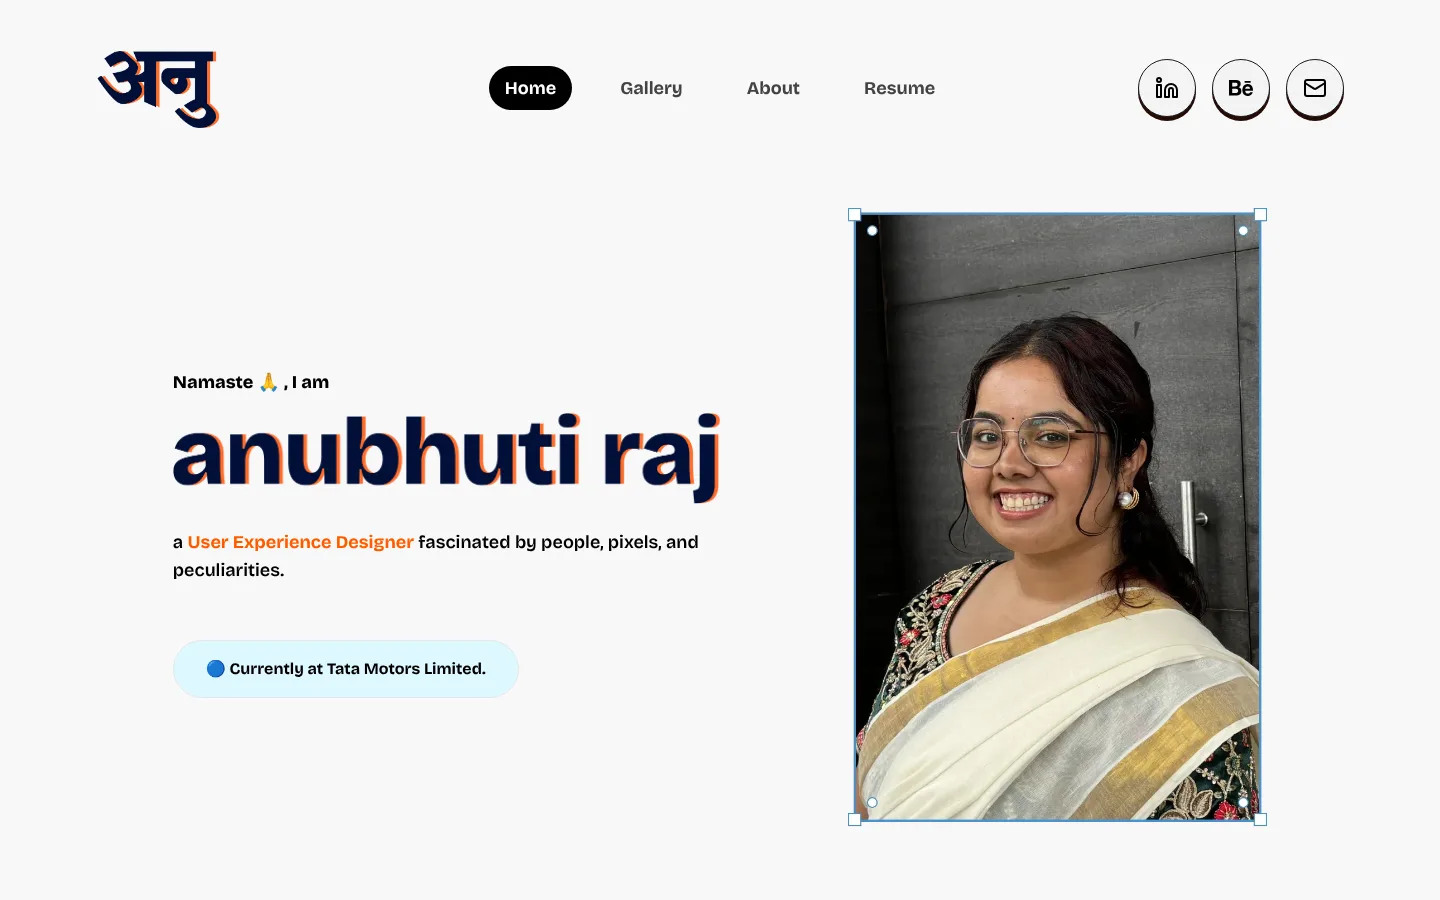 अनु
Home
Gallery
About
Resume
in
Bē
Namaste 🙏 , I am
anubhuti raj
a User Experience Designer fascinated by people, pixels, and
peculiarities.
🔵 Currently at Tata Motors Limited.